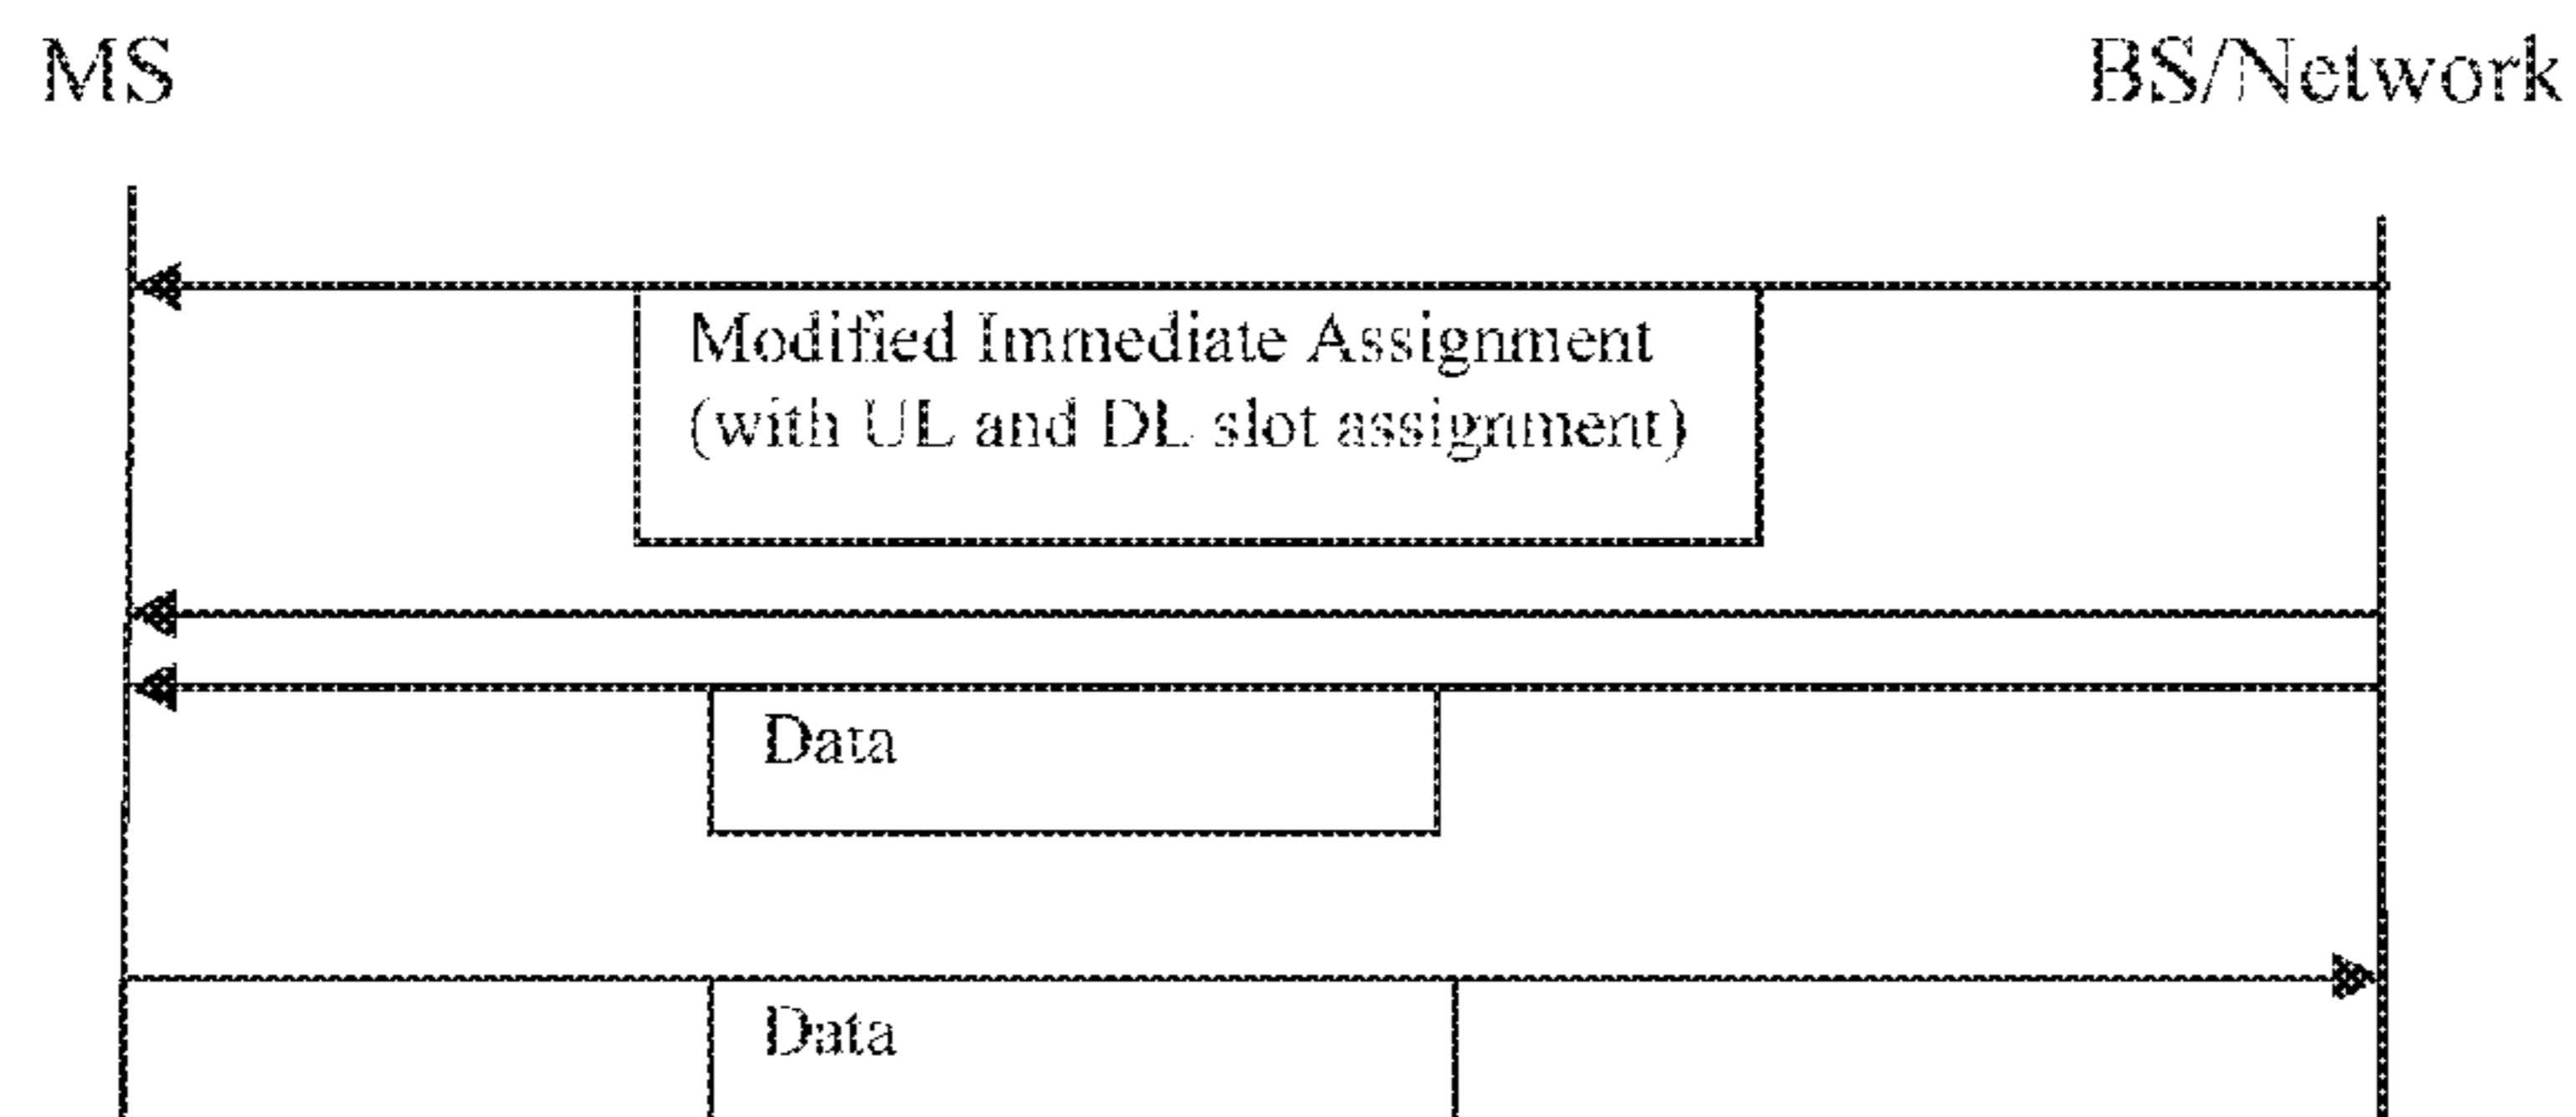 MS
BS/Network
Modified Immediate Assignment
(with UL and DL slot assignment)
Data
Data